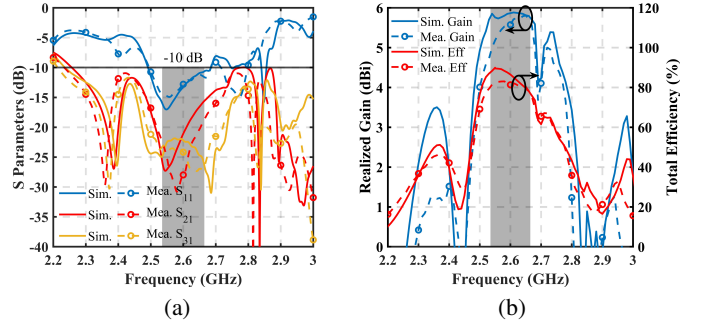 0
-5
-10
-15
-20
-25
-30
-35
-40
S Parameters (dB)
-10 dB
Sim. Mea. S11
Sim. Mea. S21
Sim. Mea. S31
2.2 2.3 2.4 2.5 2.6 2.7 2.8 2.9 3
Frequency (GHz)
(a)
6
5
4
3
2
1
0
Realized Gain (dBi)
Sim. Gain
Mea. Gain
Sim. Eff
Mea. Eff
120
100
80
60
40
20
0
Total Efficiency (%)
2.2 2.3 2.4 2.5 2.6 2.7 2.8 2.9 3
Frequency (GHz)
(b)